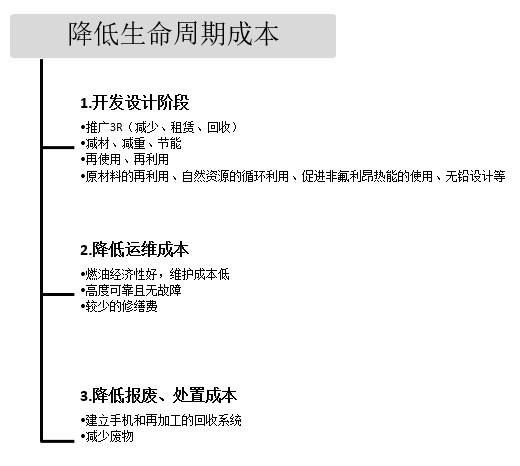 降低生命周期成本
1.开发设计阶段
•推广3R（减少、租赁、回收）
•减材、减重、节能
•再使用、再利用
•原材料的再利用、自然资源的循环利用、促进非氟利昂热能的使用、无铅设计等
2.降低运维成本
•燃油经济性好，维护成本低
•高度可靠且无故障
•较少的修缮费
3.降低报废、处置成本
•建立手机和再加工的回收系统
•减少废物